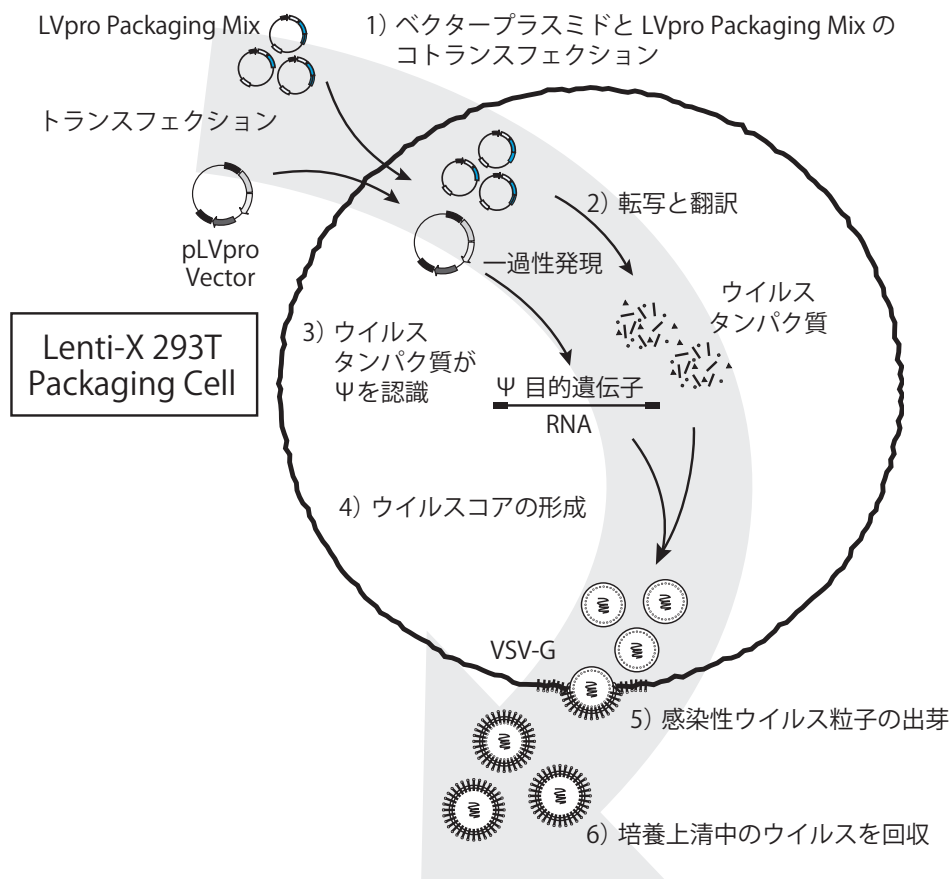 LVpro Packaging Mix
1）ベクタープラスミドと LVpro Packaging Mix の
コトランスフェクション
トランスフェクション
pLVpro
Vector
2）転写と翻訳
一過性発現
ウイルス
タンパク質
Lenti-X 293T
Packaging Cell
3）ウイルス
タンパク質が
Ψを認識
Ψ 目的遺伝子
RNA
4）ウイルスコアの形成
VSV-G
5）感染性ウイルス粒子の出芽
6）培養上清中のウイルスを回収